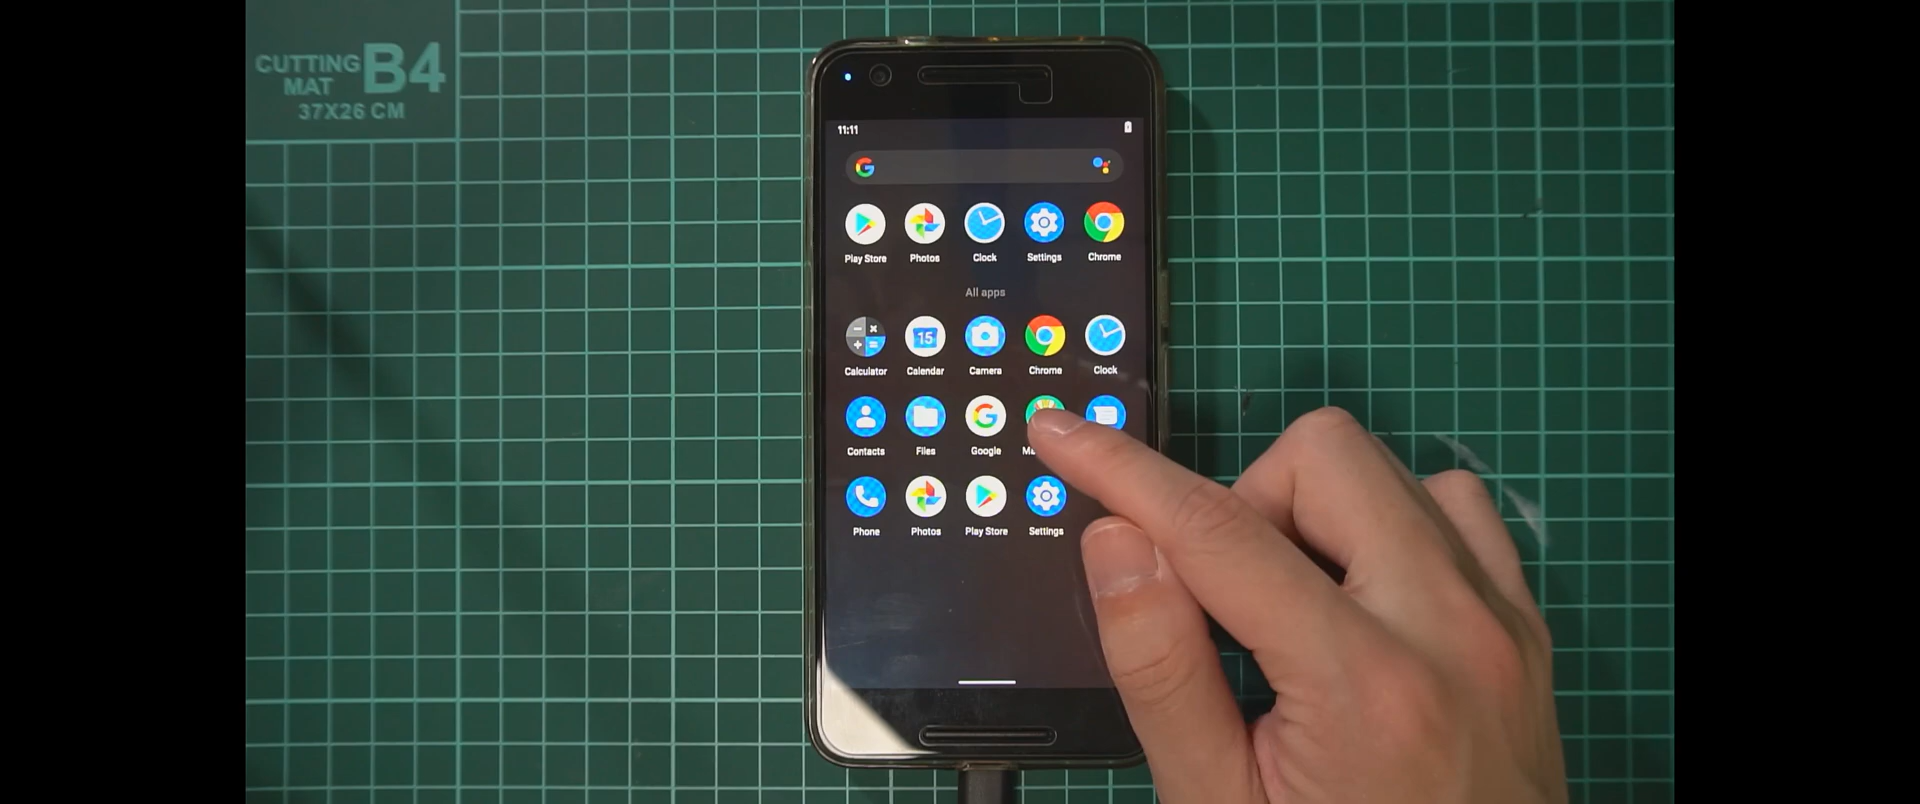 CUTTING
MAT
B4
37X26 CM
11:11
G
Play Store
Photos
Clock
Settings
Chrome
All apps
Calculator
15
Calendar
Camera
Chrome
Clock
Contacts
Files
G
Google
Phone
Photos
Play Store
Settings